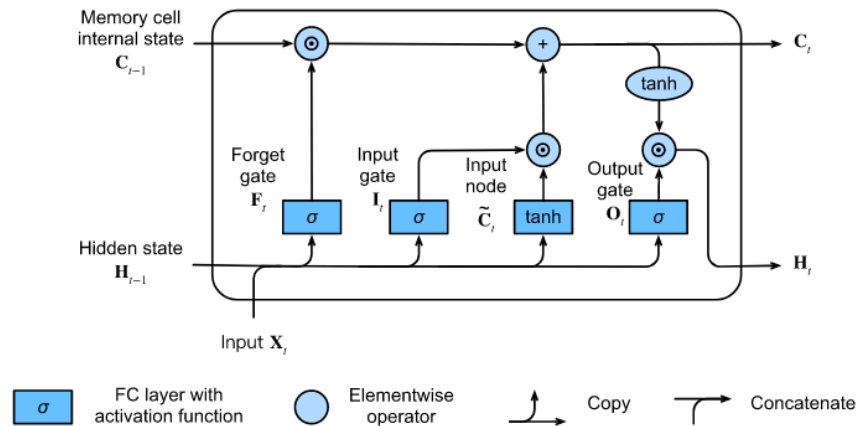 Memory cell
internal state
C_{t−1}
⊙
+
C_t
tanh
Forget
gate
F_t
Input
gate
I_t
Input
node
C̃_t
⊙
Output
gate
O_t
⊙
σ
σ
tanh
σ
Hidden state
H_{t−1}
H_t
Input X_t
σ
FC layer with
activation function
Elementwise
operator
Copy
Concatenate